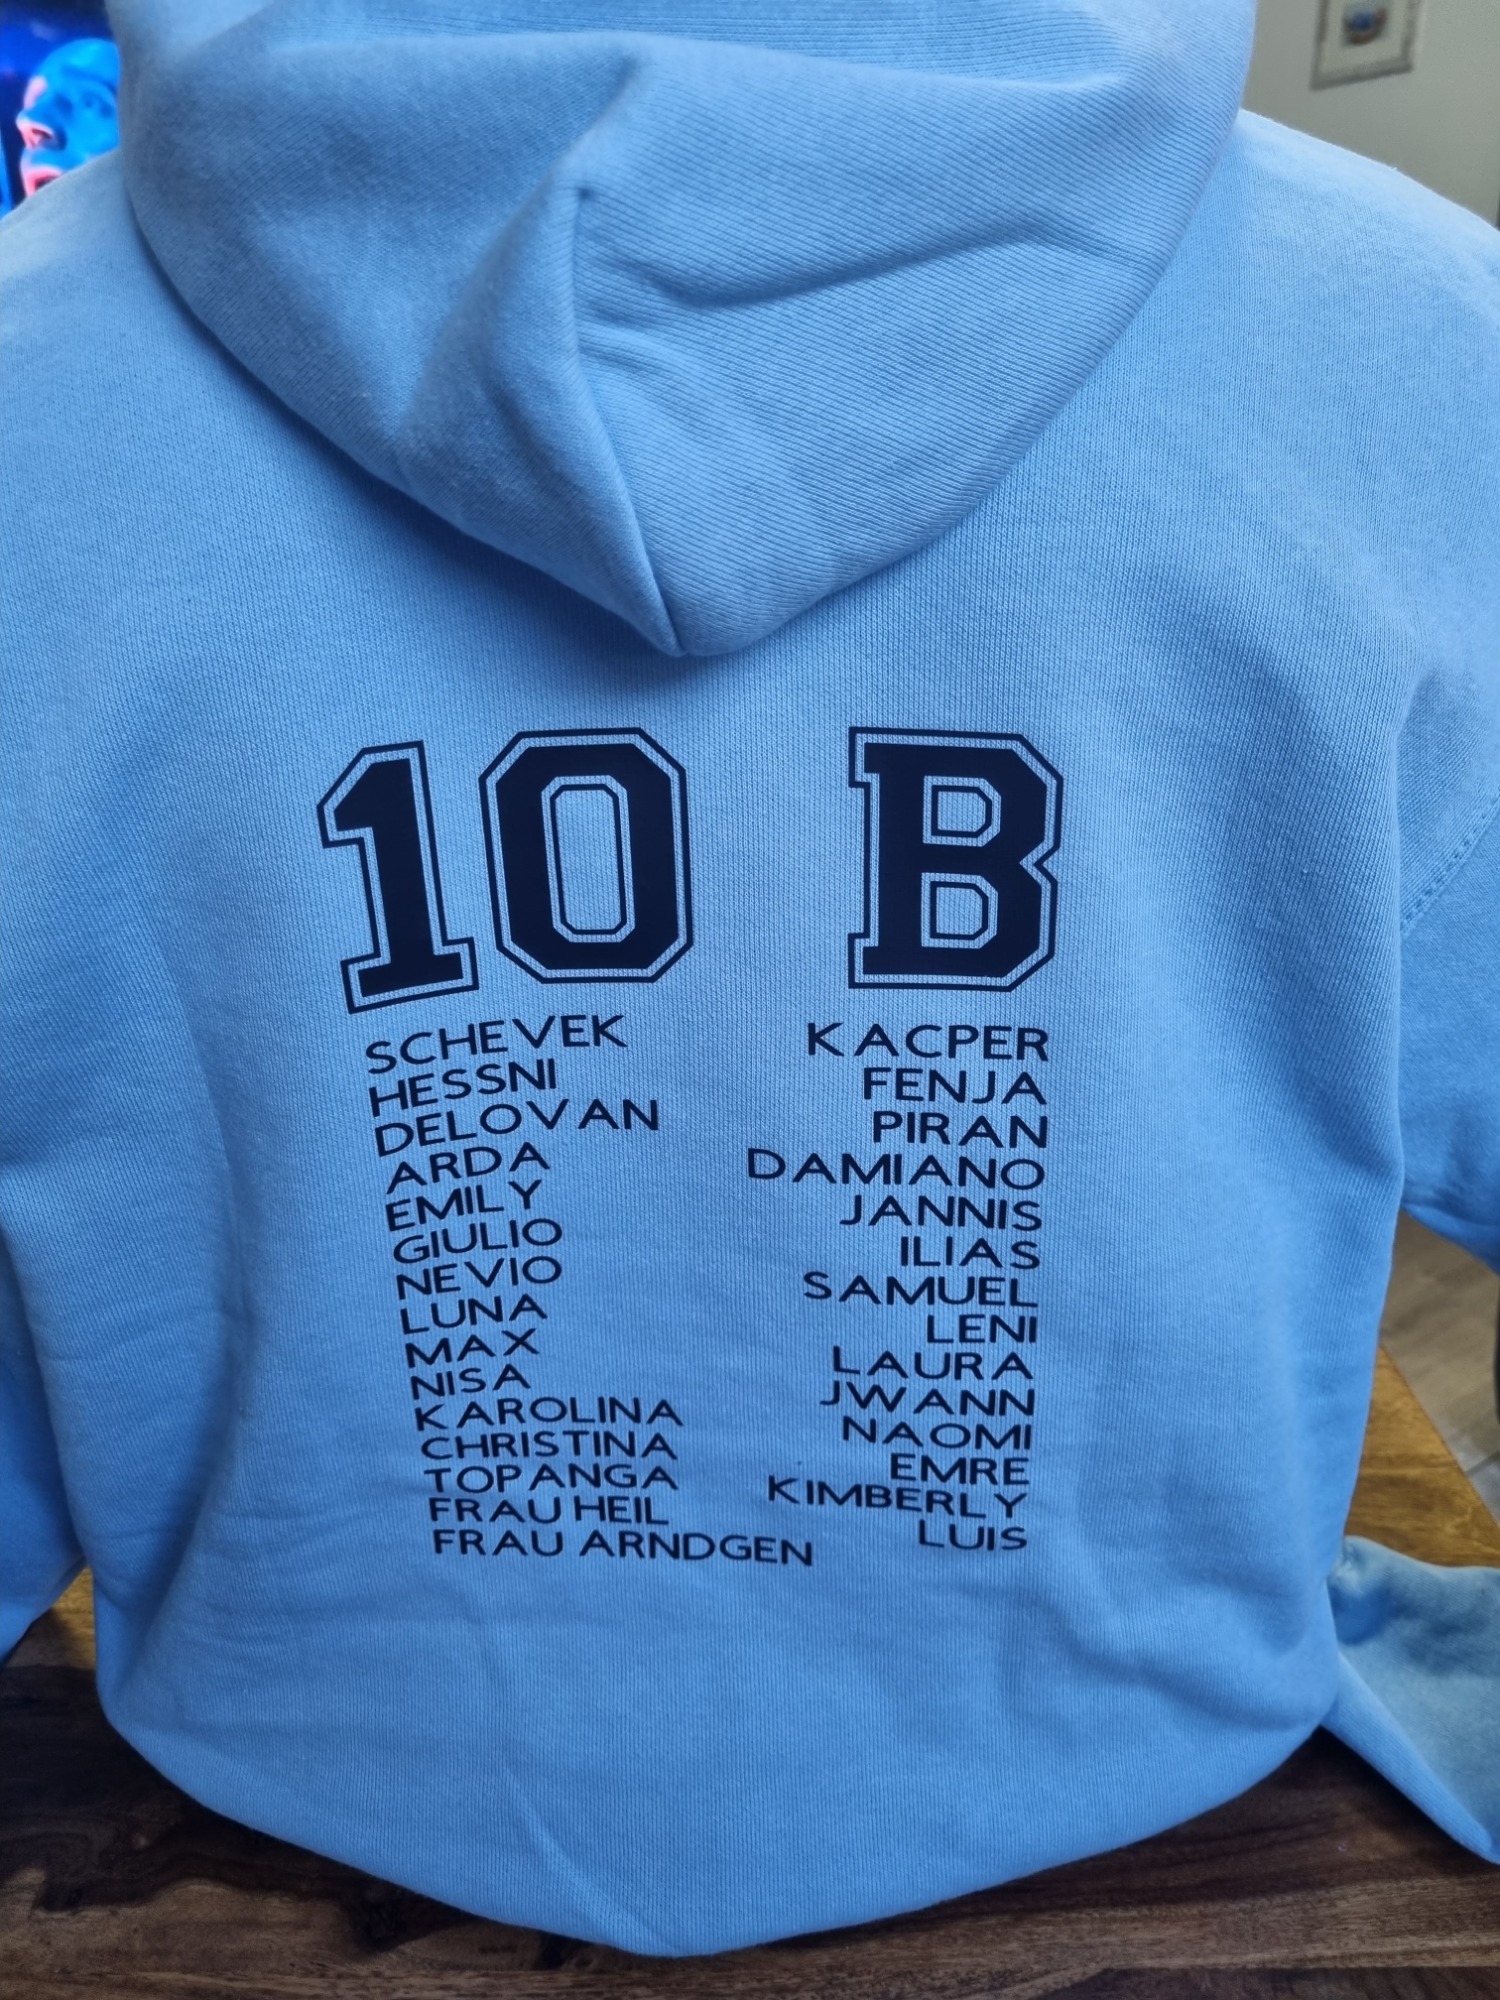 10 B
SCHEVEK
HESSNI
DELOVAN
ARDA
EMILY
GIULIO
NEVIO
LUNA
MAX
NISA
KAROLINA
CHRISTINA
TOPANGA
FRAU HEIL
FRAU ARNDGEN
KACPER
FENJA
PIRAN
DAMIANO
JANNIS
ILIAS
SAMUEL
LENI
LAURA
JWANN
NAOMI
EMRE
KIMBERLY
LUIS